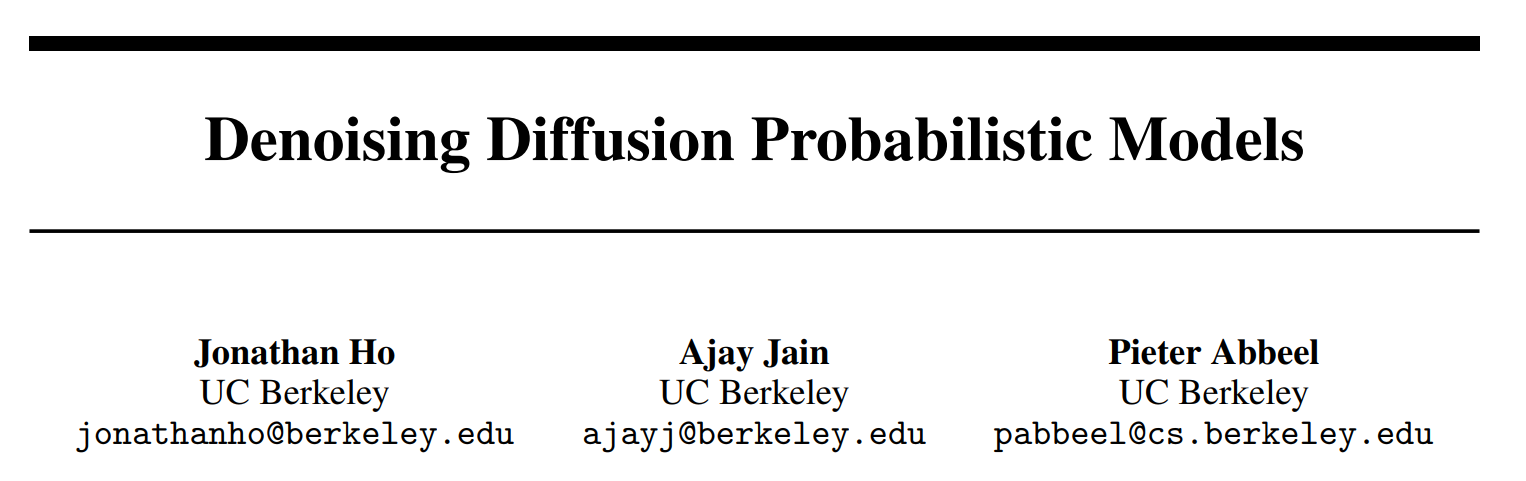 Denoising Diffusion Probabilistic Models
Jonathan Ho
UC Berkeley
jonathanho@berkeley.edu
Ajay Jain
UC Berkeley
ajayj@berkeley.edu
Pieter Abbeel
UC Berkeley
pabbeel@cs.berkeley.edu